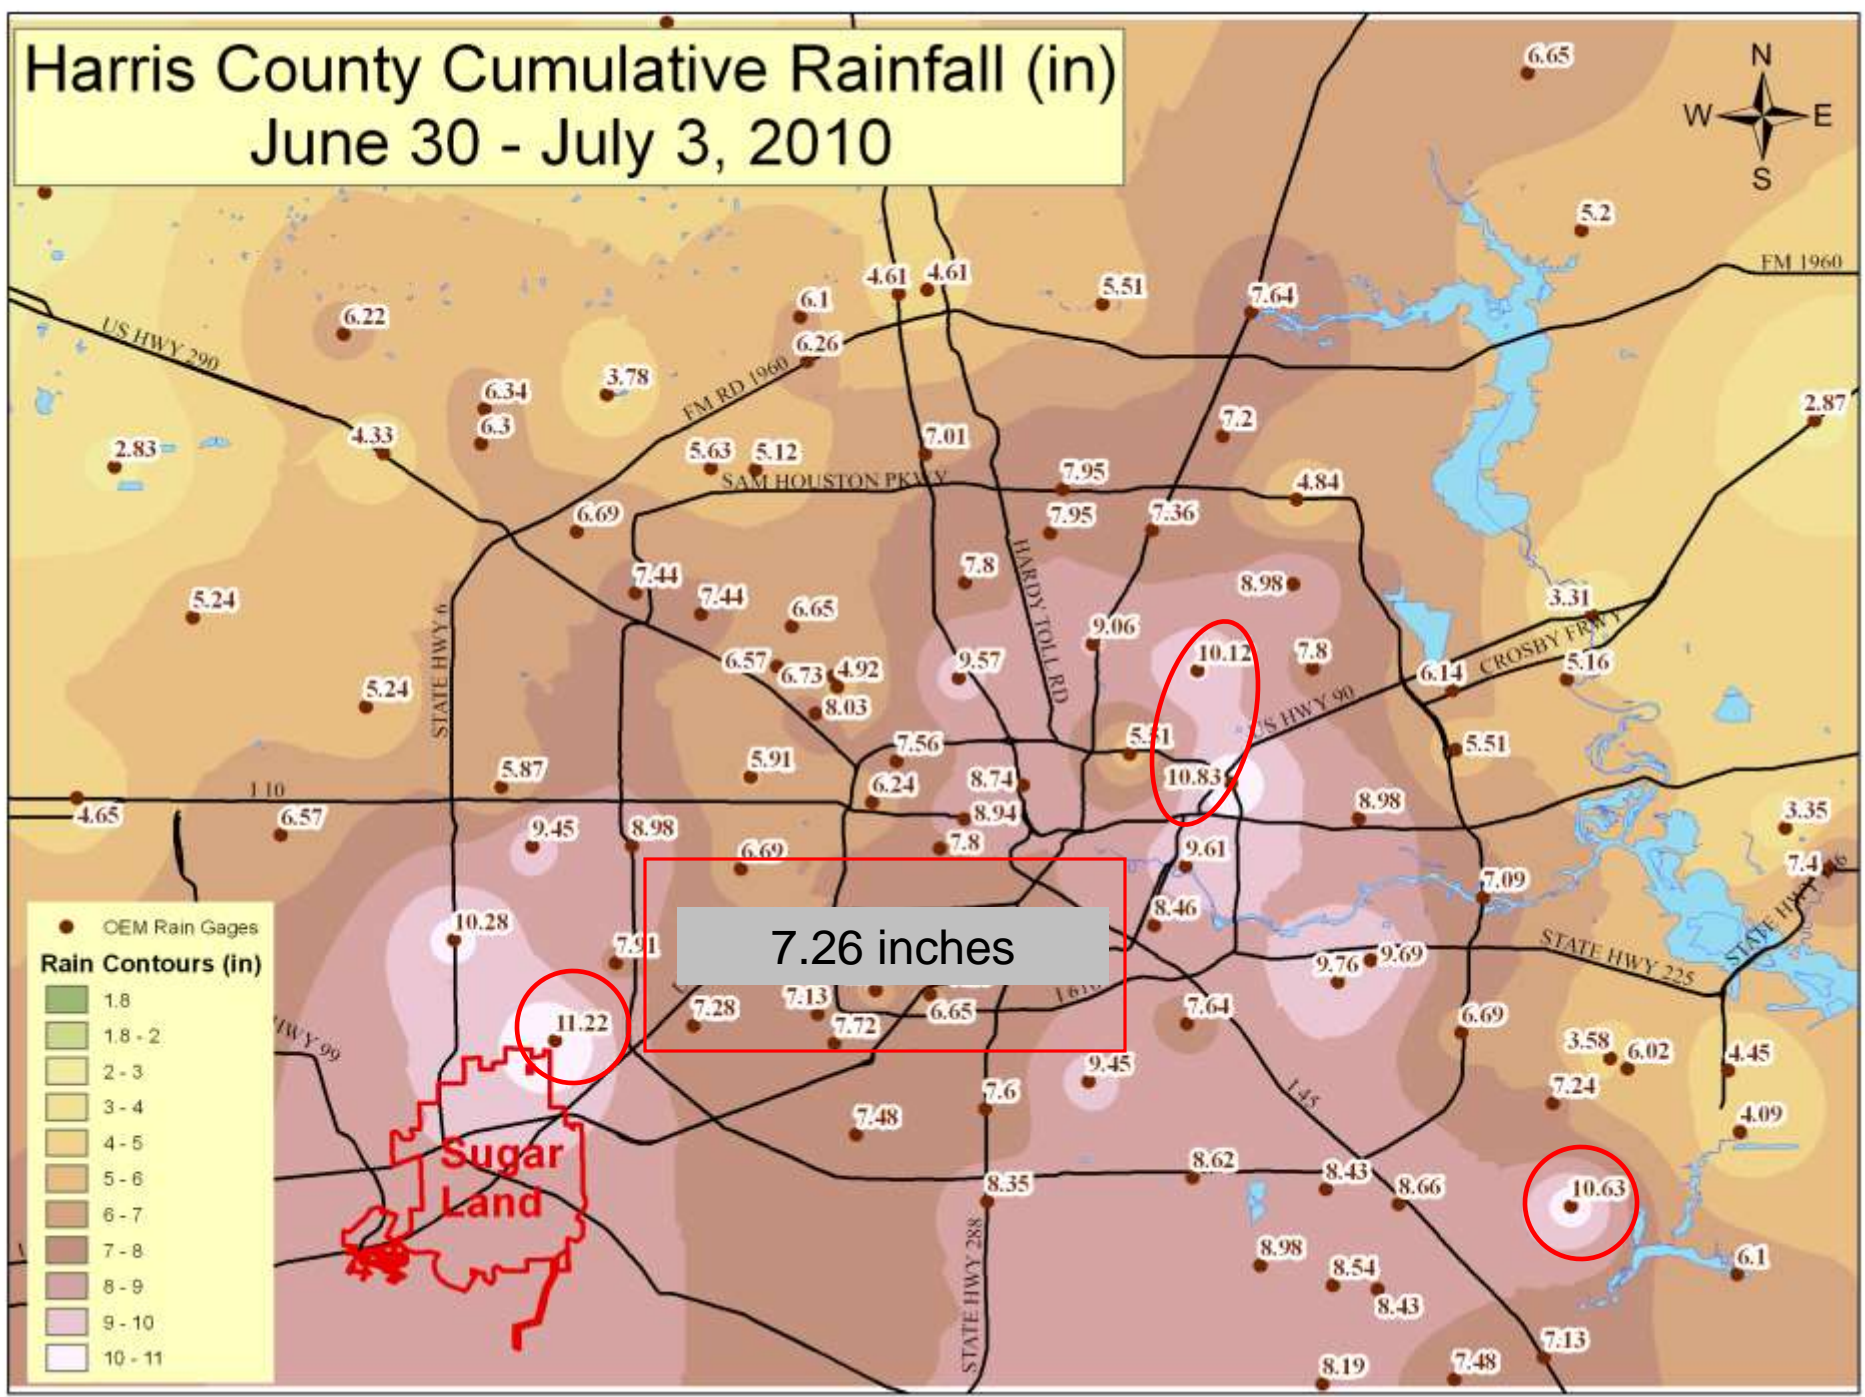 Harris County Cumulative Rainfall (in)
June 30 - July 3, 2010
N
W E
S
6.65
5.2
FM 1960
4.61 4.61
5.51
7.64
6.1
6.22
6.26
US HWY 290
FM RD 1960
3.78
6.34
6.3
2.87
7.2
4.33
2.83
7.01
5.63 5.12
7.95
SAM HOUSTON PKWY
4.84
6.69
7.95
7.36
HARDY TOLL RD
7.8
7.44
8.98
7.44
5.24
6.65
3.31
STATE HWY 6
9.06
CROSBY FRWY
10.12
7.8
6.57
6.73
4.92
9.57
5.16
6.14
5.24
8.03
US HWY 90
7.56
5.51
5.51
5.91
5.87
10.83
8.74
6.24
I 10
4.65
6.57
8.98
8.94
3.35
9.45
8.98
7.8
6.69
9.61
7.4
7.09
8.46
10.28
7.91
7.26 inches
STATE HWY 225
STATE HWY
9.76
9.69
7.13
7.28
6.65
I 610
7.64
6.69
7.72
11.22
HWY 99
3.58
6.02
4.45
9.45
7.24
7.6
I 45
7.48
4.09
Sugar
Land
8.62
8.43
8.66
8.35
10.63
STATE HWY 288
8.98
8.54
8.43
6.1
7.13
8.19
7.48
OEM Rain Gages
Rain Contours (in)
1.8
1.8 - 2
2 - 3
3 - 4
4 - 5
5 - 6
6 - 7
7 - 8
8 - 9
9 - 10
10 - 11